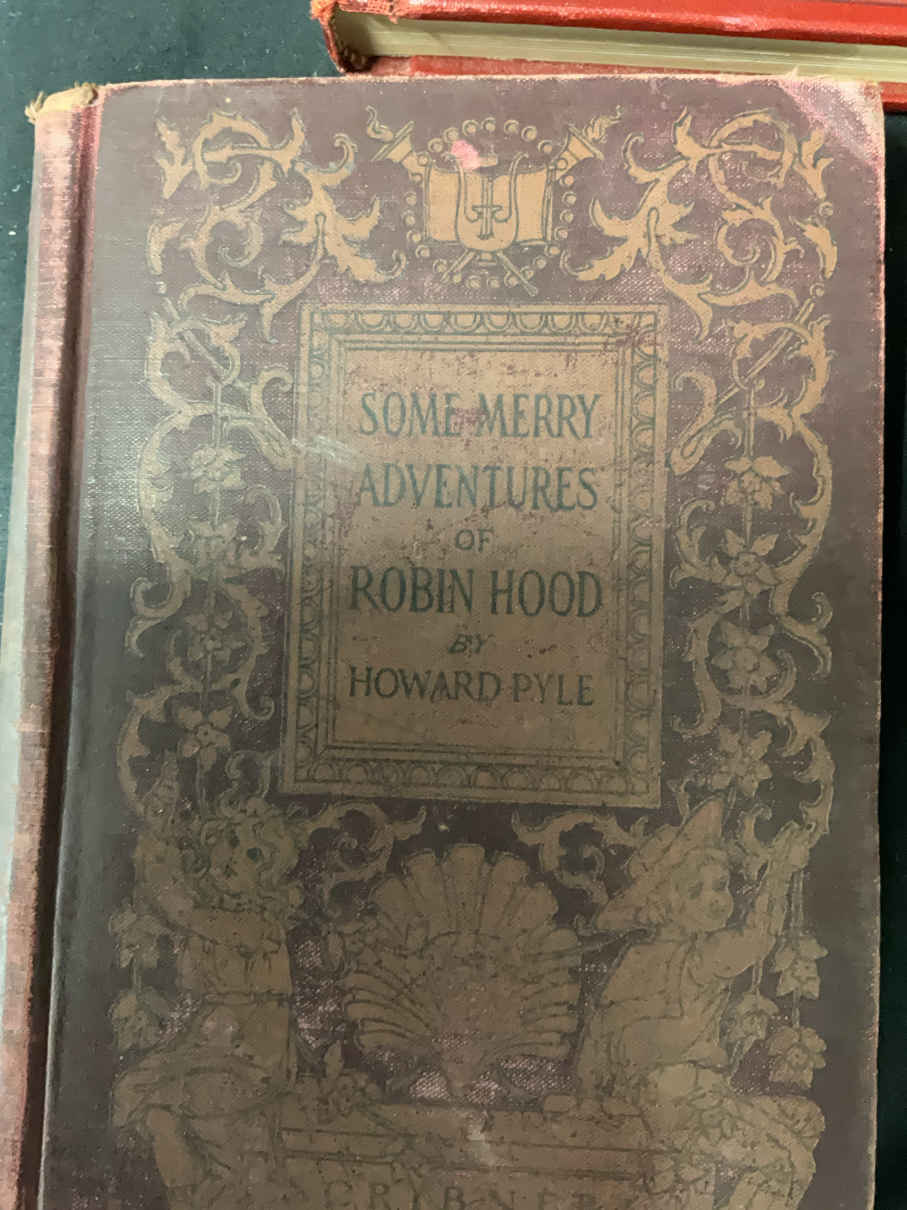 SOME MERRY
ADVENTURES
OF
ROBIN HOOD
BY
HOWARD PYLE